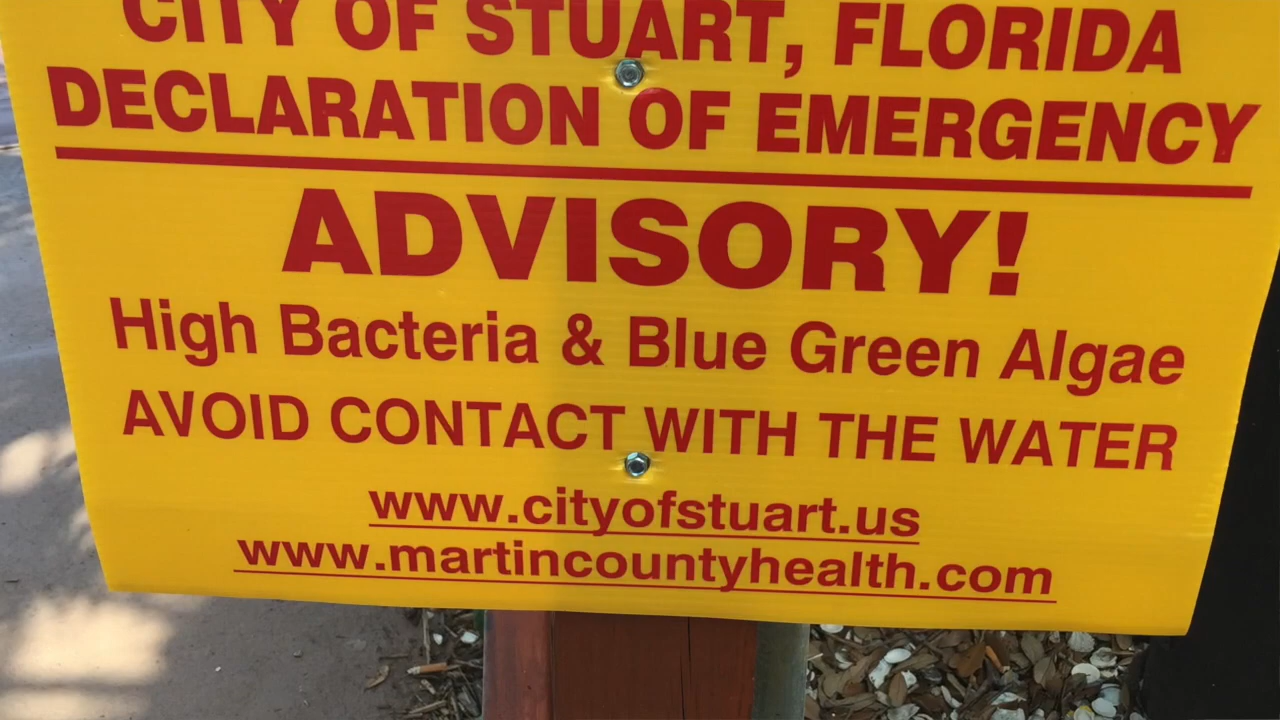 CITY OF STUART, FLORIDA
DECLARATION OF EMERGENCY
ADVISORY!
High Bacteria & Blue Green Algae
AVOID CONTACT WITH THE WATER
www.cityofstuart.us
www.martincountyhealth.com